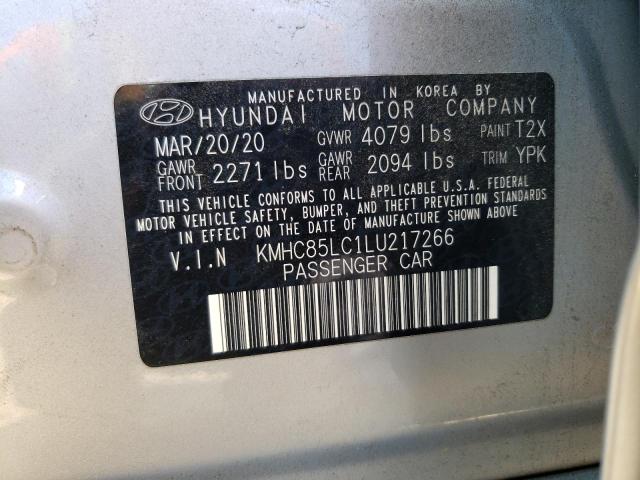 MANUFACTURED IN KOREA BY
HYUNDAI MOTOR COMPANY
MAR/20/20 GVWR 4079 lbs PAINT T2X
GAWR FRONT 2271 lbs GAWR REAR 2094 lbs TRIM YPK
THIS VEHICLE CONFORMS TO ALL APPLICABLE U.S.A. FEDERAL
MOTOR VEHICLE SAFETY, BUMPER, AND THEFT PREVENTION STANDARDS
IN EFFECT ON THE DATE OF MANUFACTURE SHOWN ABOVE.
V.I.N KMHC85LC1LU217266
PASSENGER CAR